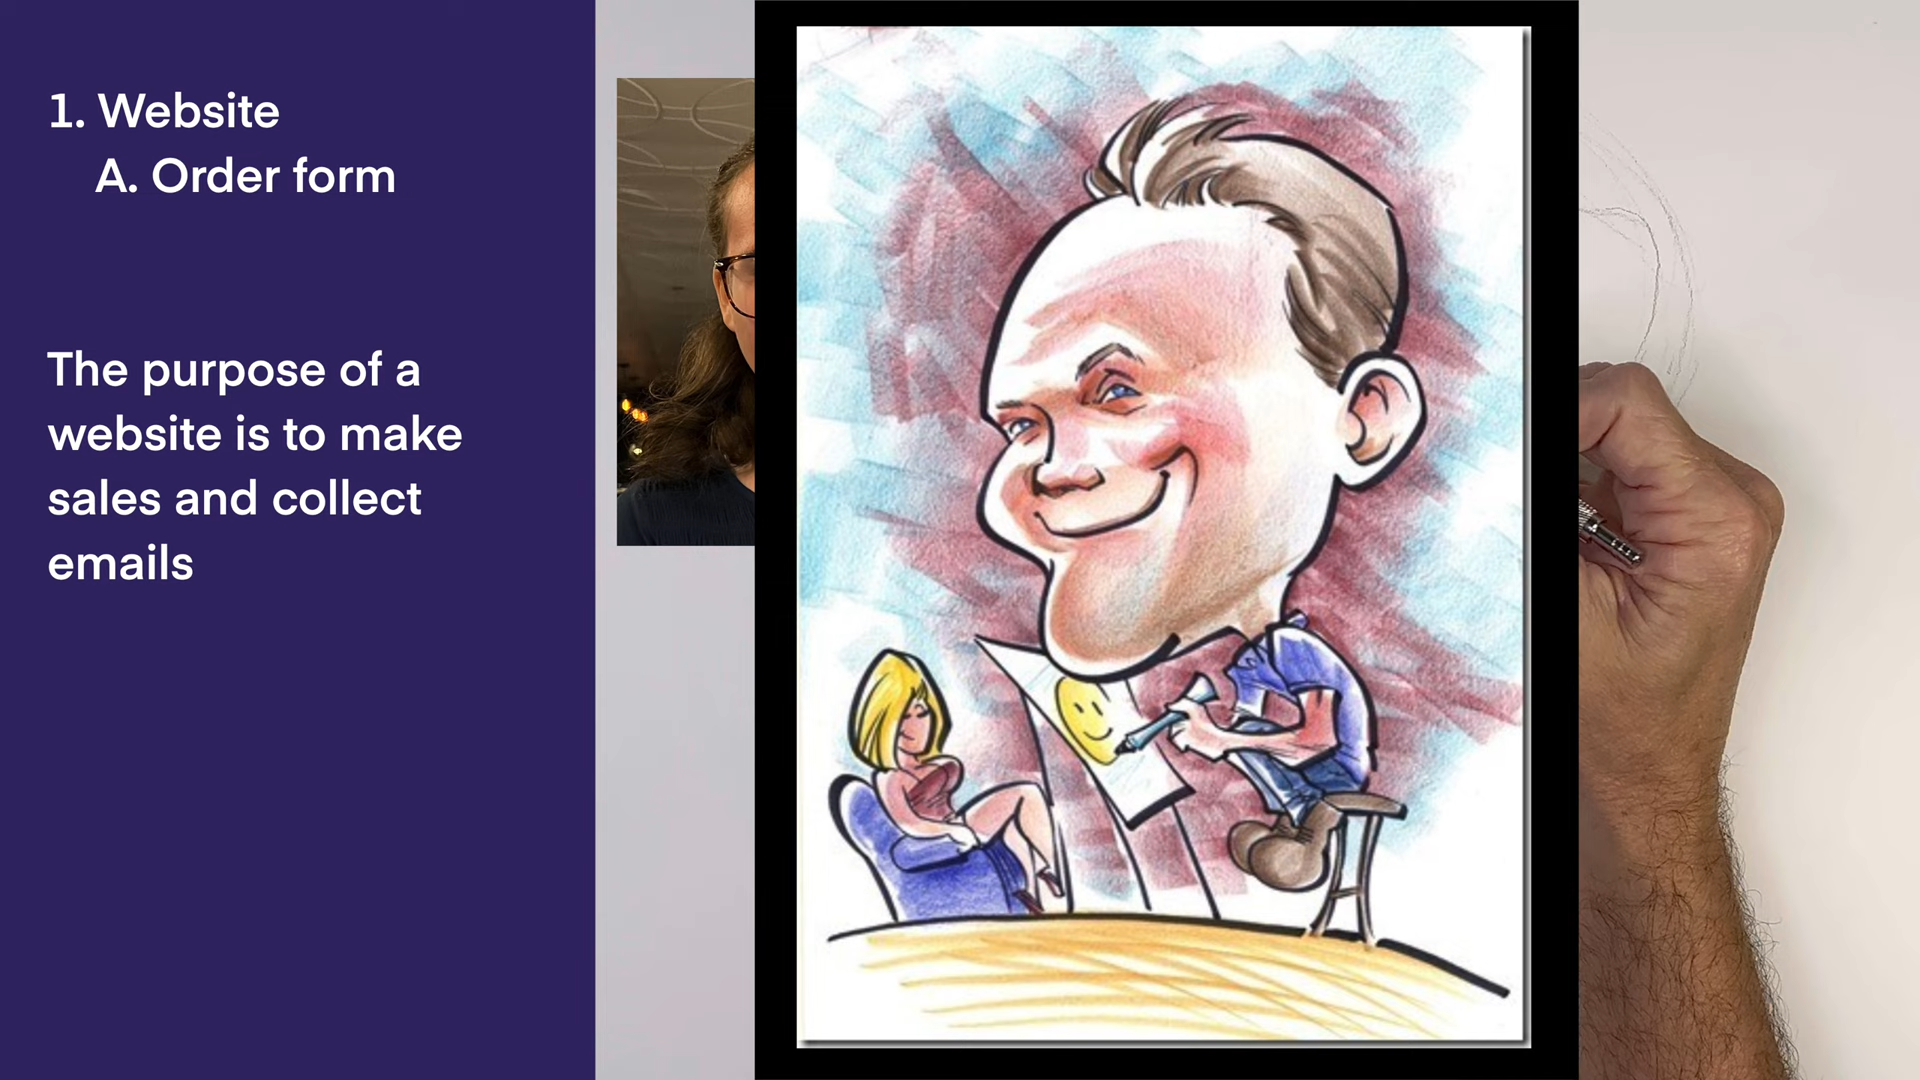 1. Website
A. Order form
The purpose of a
website is to make
sales and collect
emails